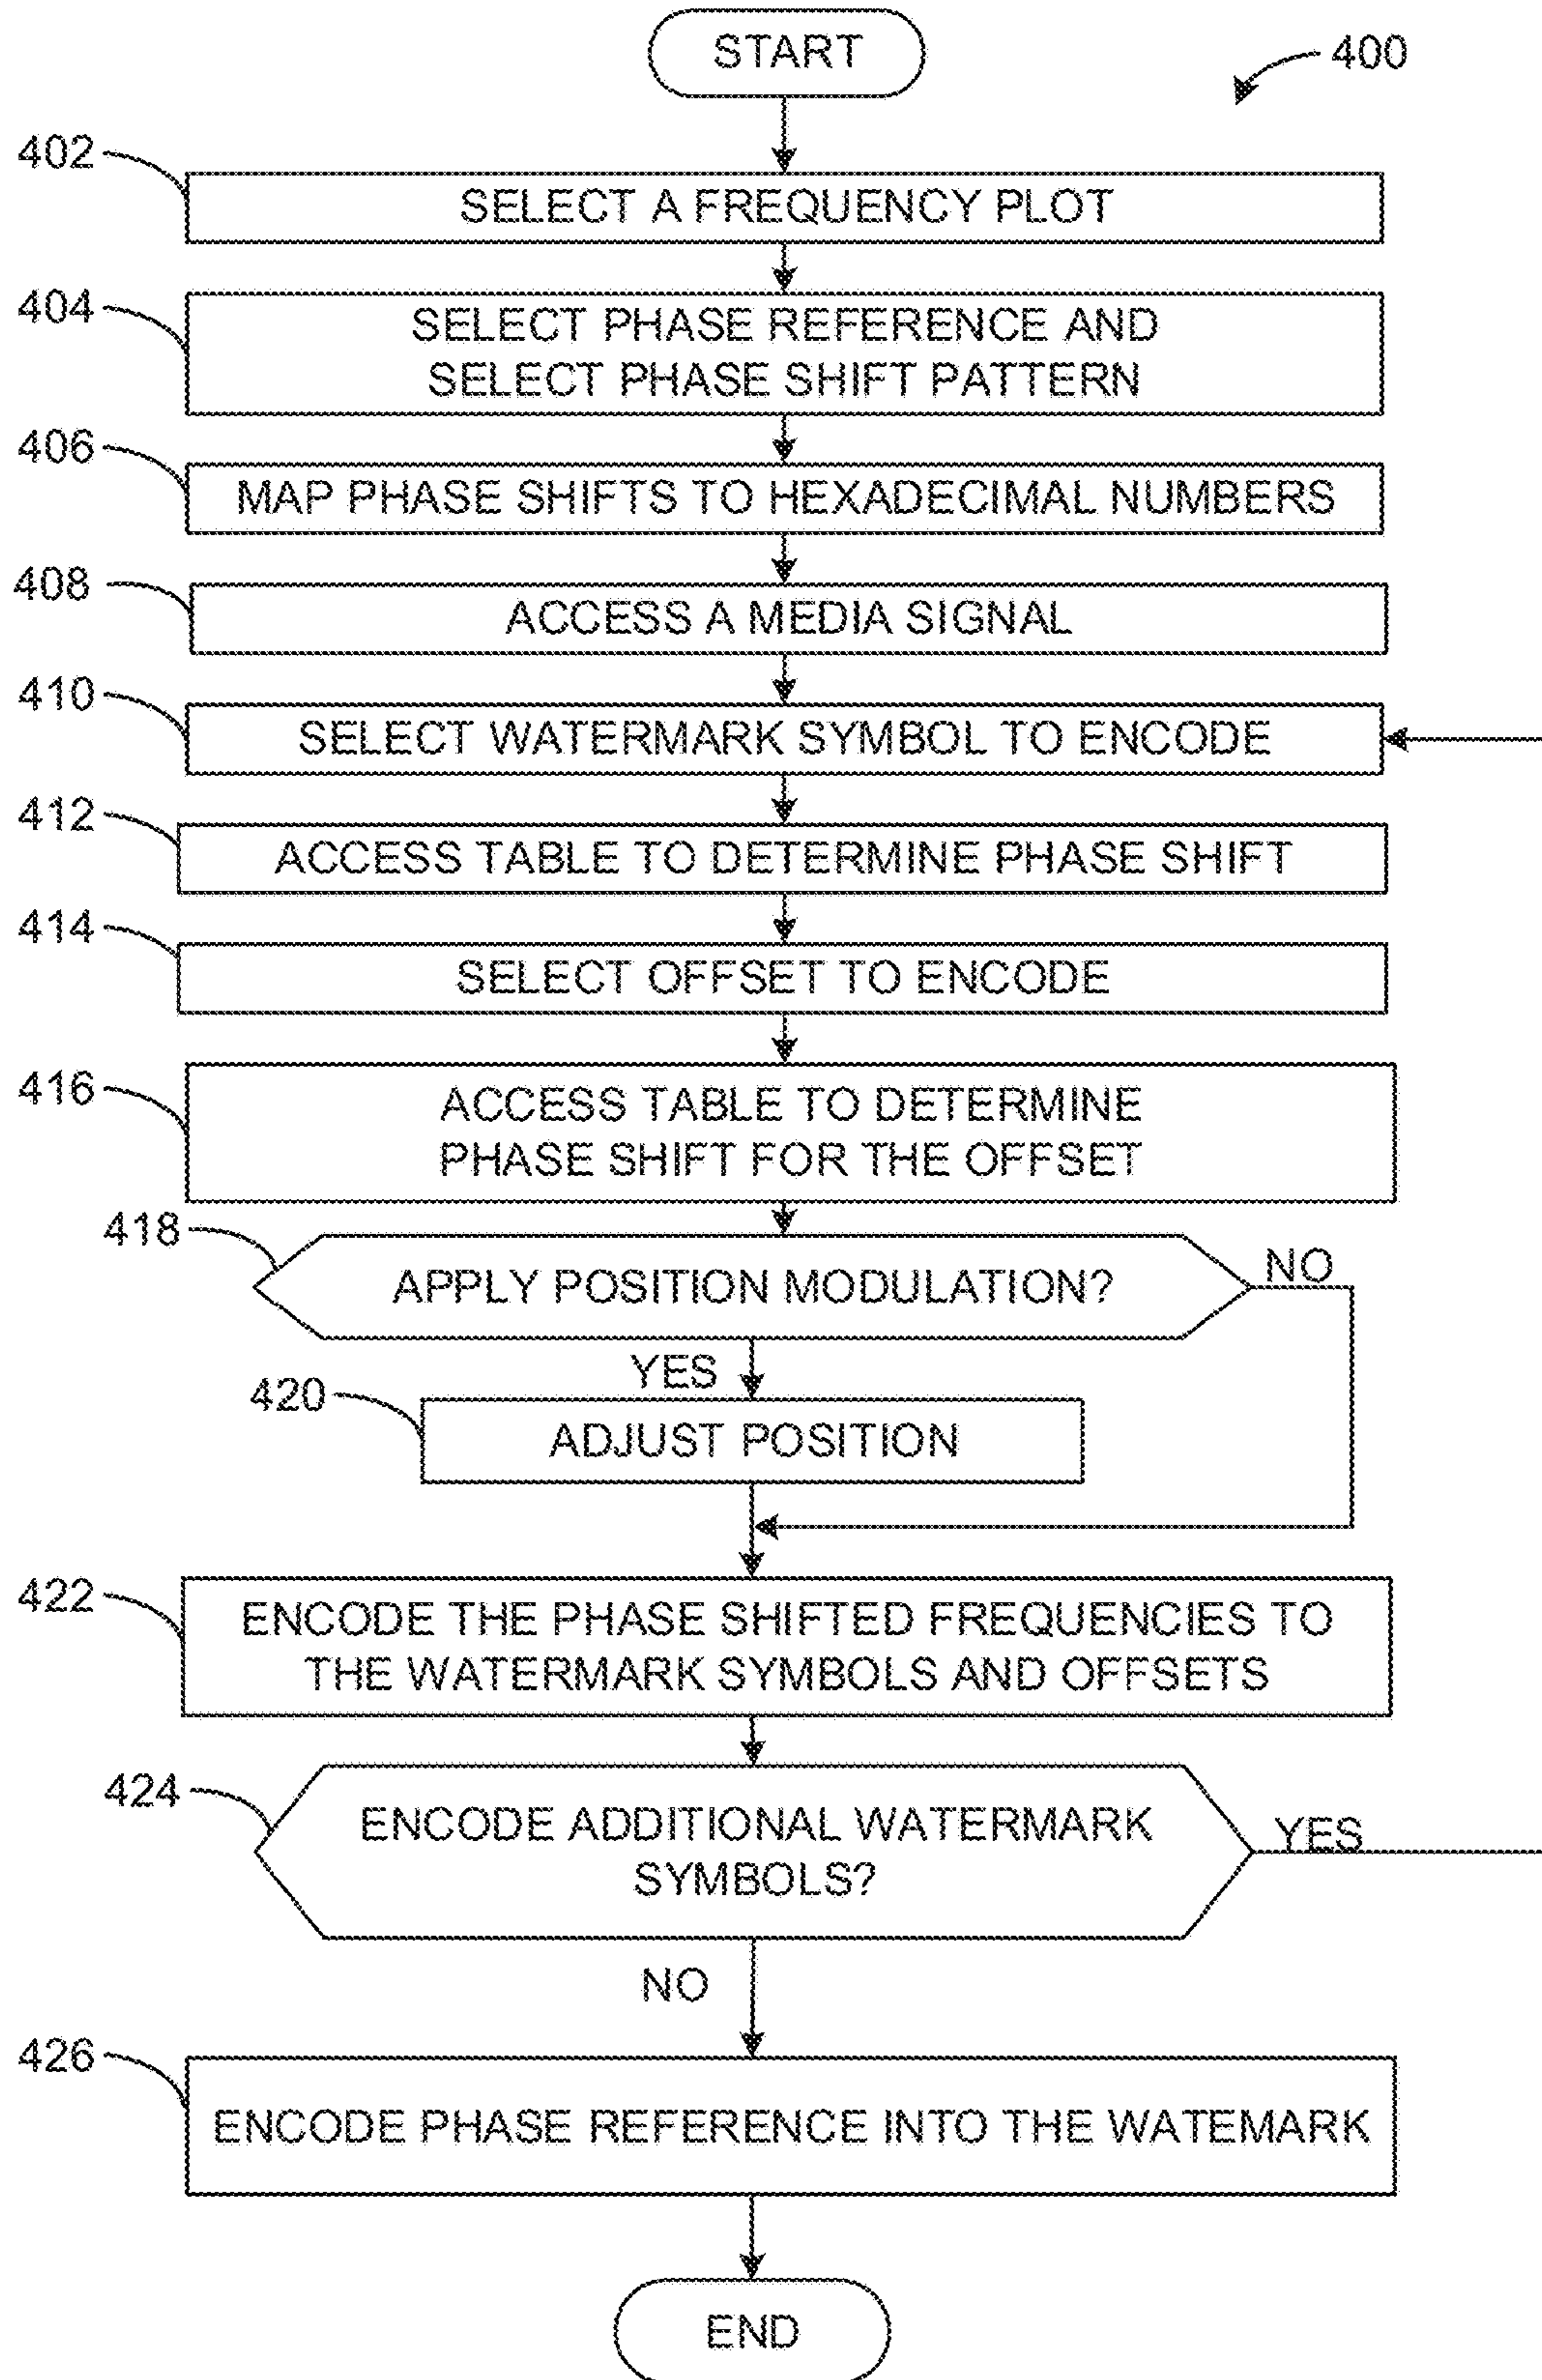 START
400
402
SELECT A FREQUENCY PLOT
404
SELECT PHASE REFERENCE AND
SELECT PHASE SHIFT PATTERN
406
MAP PHASE SHIFTS TO HEXADECIMAL NUMBERS
408
ACCESS A MEDIA SIGNAL
410
SELECT WATERMARK SYMBOL TO ENCODE
412
ACCESS TABLE TO DETERMINE PHASE SHIFT
414
SELECT OFFSET TO ENCODE
416
ACCESS TABLE TO DETERMINE
PHASE SHIFT FOR THE OFFSET
418
APPLY POSITION MODULATION?
NO
YES
420
ADJUST POSITION
422
ENCODE THE PHASE SHIFTED FREQUENCIES TO
THE WATERMARK SYMBOLS AND OFFSETS
424
ENCODE ADDITIONAL WATERMARK
SYMBOLS?
YES
NO
426
ENCODE PHASE REFERENCE INTO THE WATEMARK
END